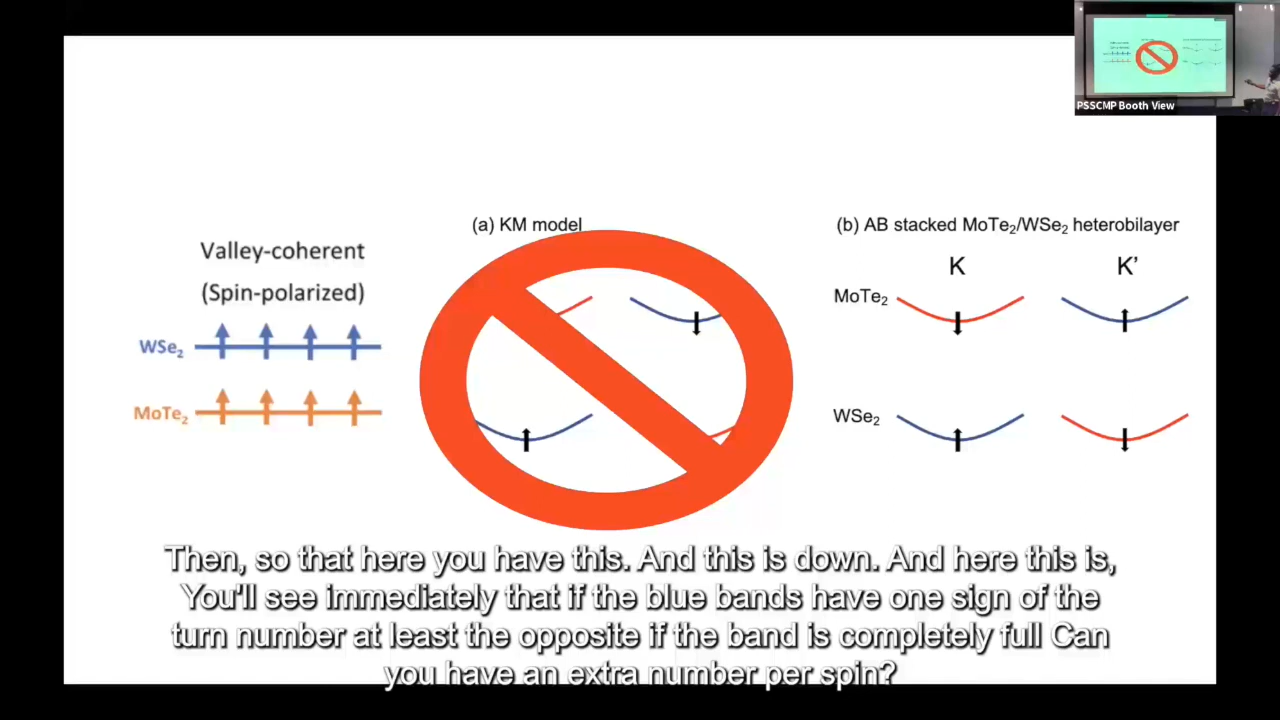 PSSCMP Booth View
Valley-coherent
(Spin-polarized)
WSe₂
MoTe₂
(a) KM model
(b) AB stacked MoTe₂/WSe₂ heterobilayer
K K'
MoTe₂
WSe₂
Then, so that here you have this. And this is down. And here this is,
You'll see immediately that if the blue bands have one sign of the
turn number at least the opposite if the band is completely full Can
you have an extra number per spin?